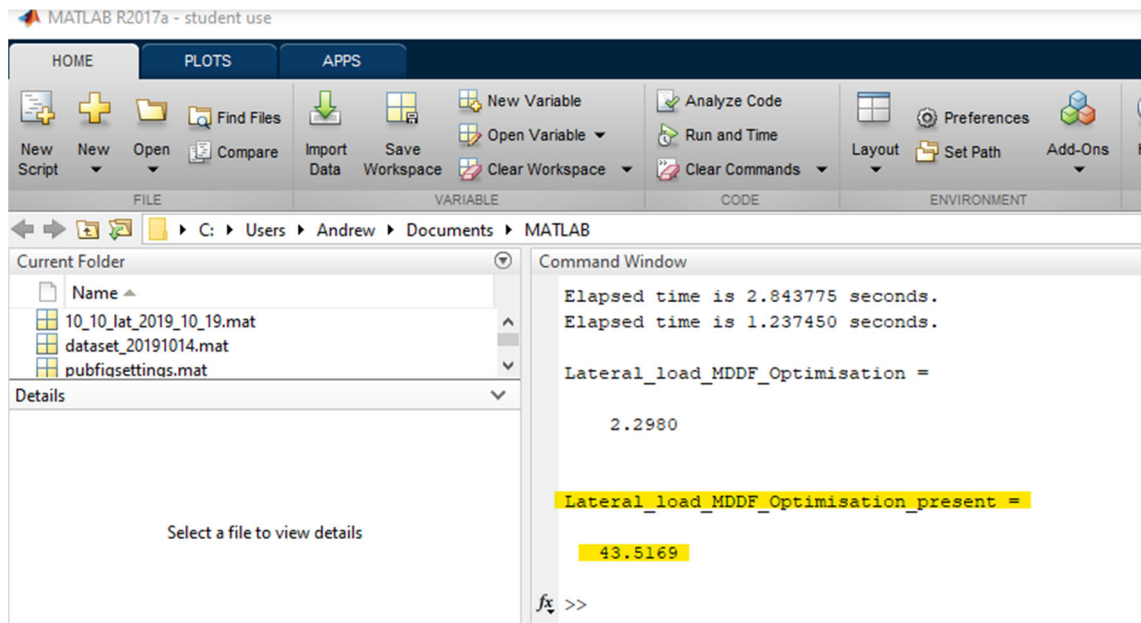 MATLAB R2017a - student use
HOME PLOTS APPS
New Script
New
Open
Find Files
Compare
Import Data
Save Workspace
New Variable
Open Variable
Clear Workspace
Analyze Code
Run and Time
Clear Commands
Layout
Preferences
Set Path
Add-Ons
FILE VARIABLE CODE ENVIRONMENT
C: Users Andrew Documents MATLAB
Current Folder
Name
10_10_lat_2019_10_19.mat
dataset_20191014.mat
pubfigsettings.mat
Details
Select a file to view details
Command Window
Elapsed time is 2.843775 seconds.
Elapsed time is 1.237450 seconds.
Lateral_load_MDDF_Optimisation =
2.2980
Lateral_load_MDDF_Optimisation_present =
43.5169
fx >>